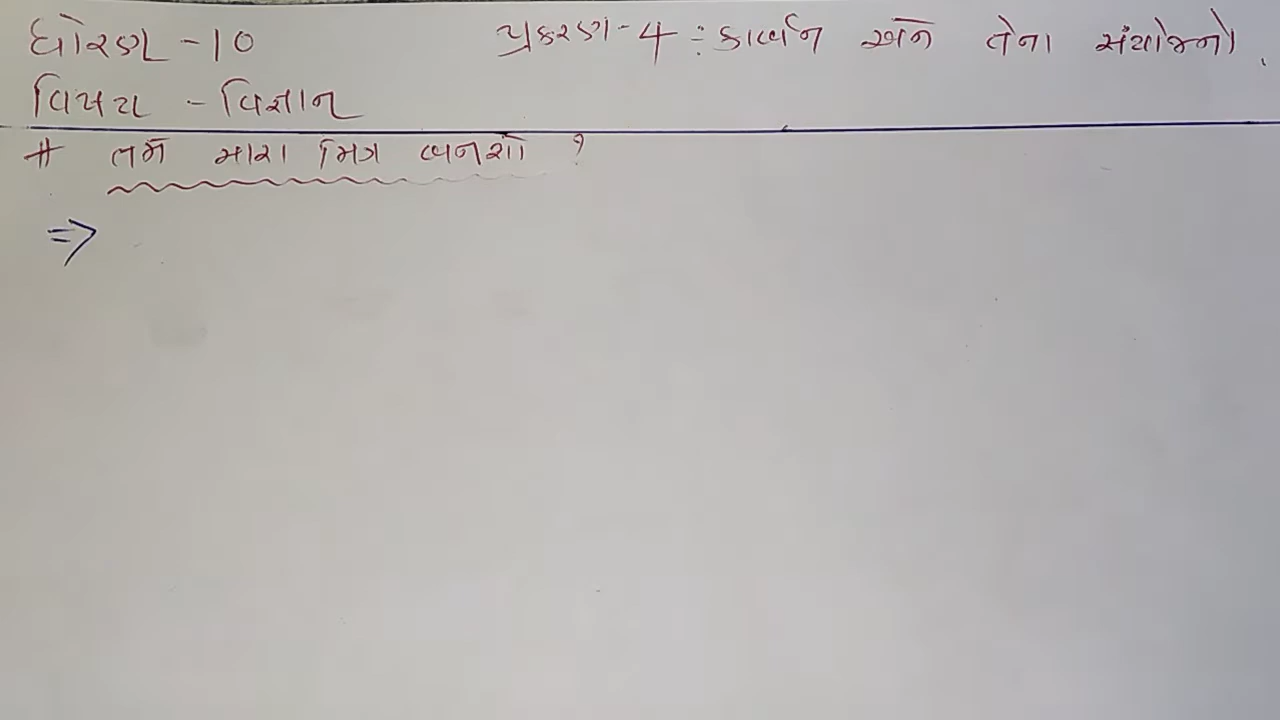 ધોરણ - 10
પ્રકરણ - 4 : કાર્બન અને તેના સંયોજનો.
વિષય - વિજ્ઞાન
# તમે મારા મિત્ર બનશો ?
⇒